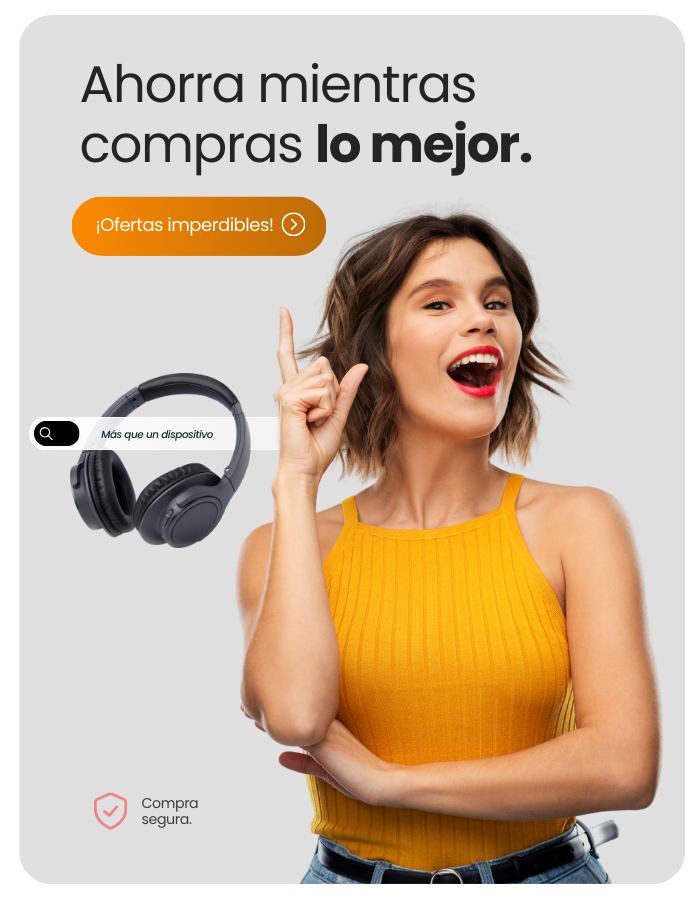 Ahorra mientras
compras lo mejor.
¡Ofertas imperdibles!
Más que un dispositivo
Compra
segura.